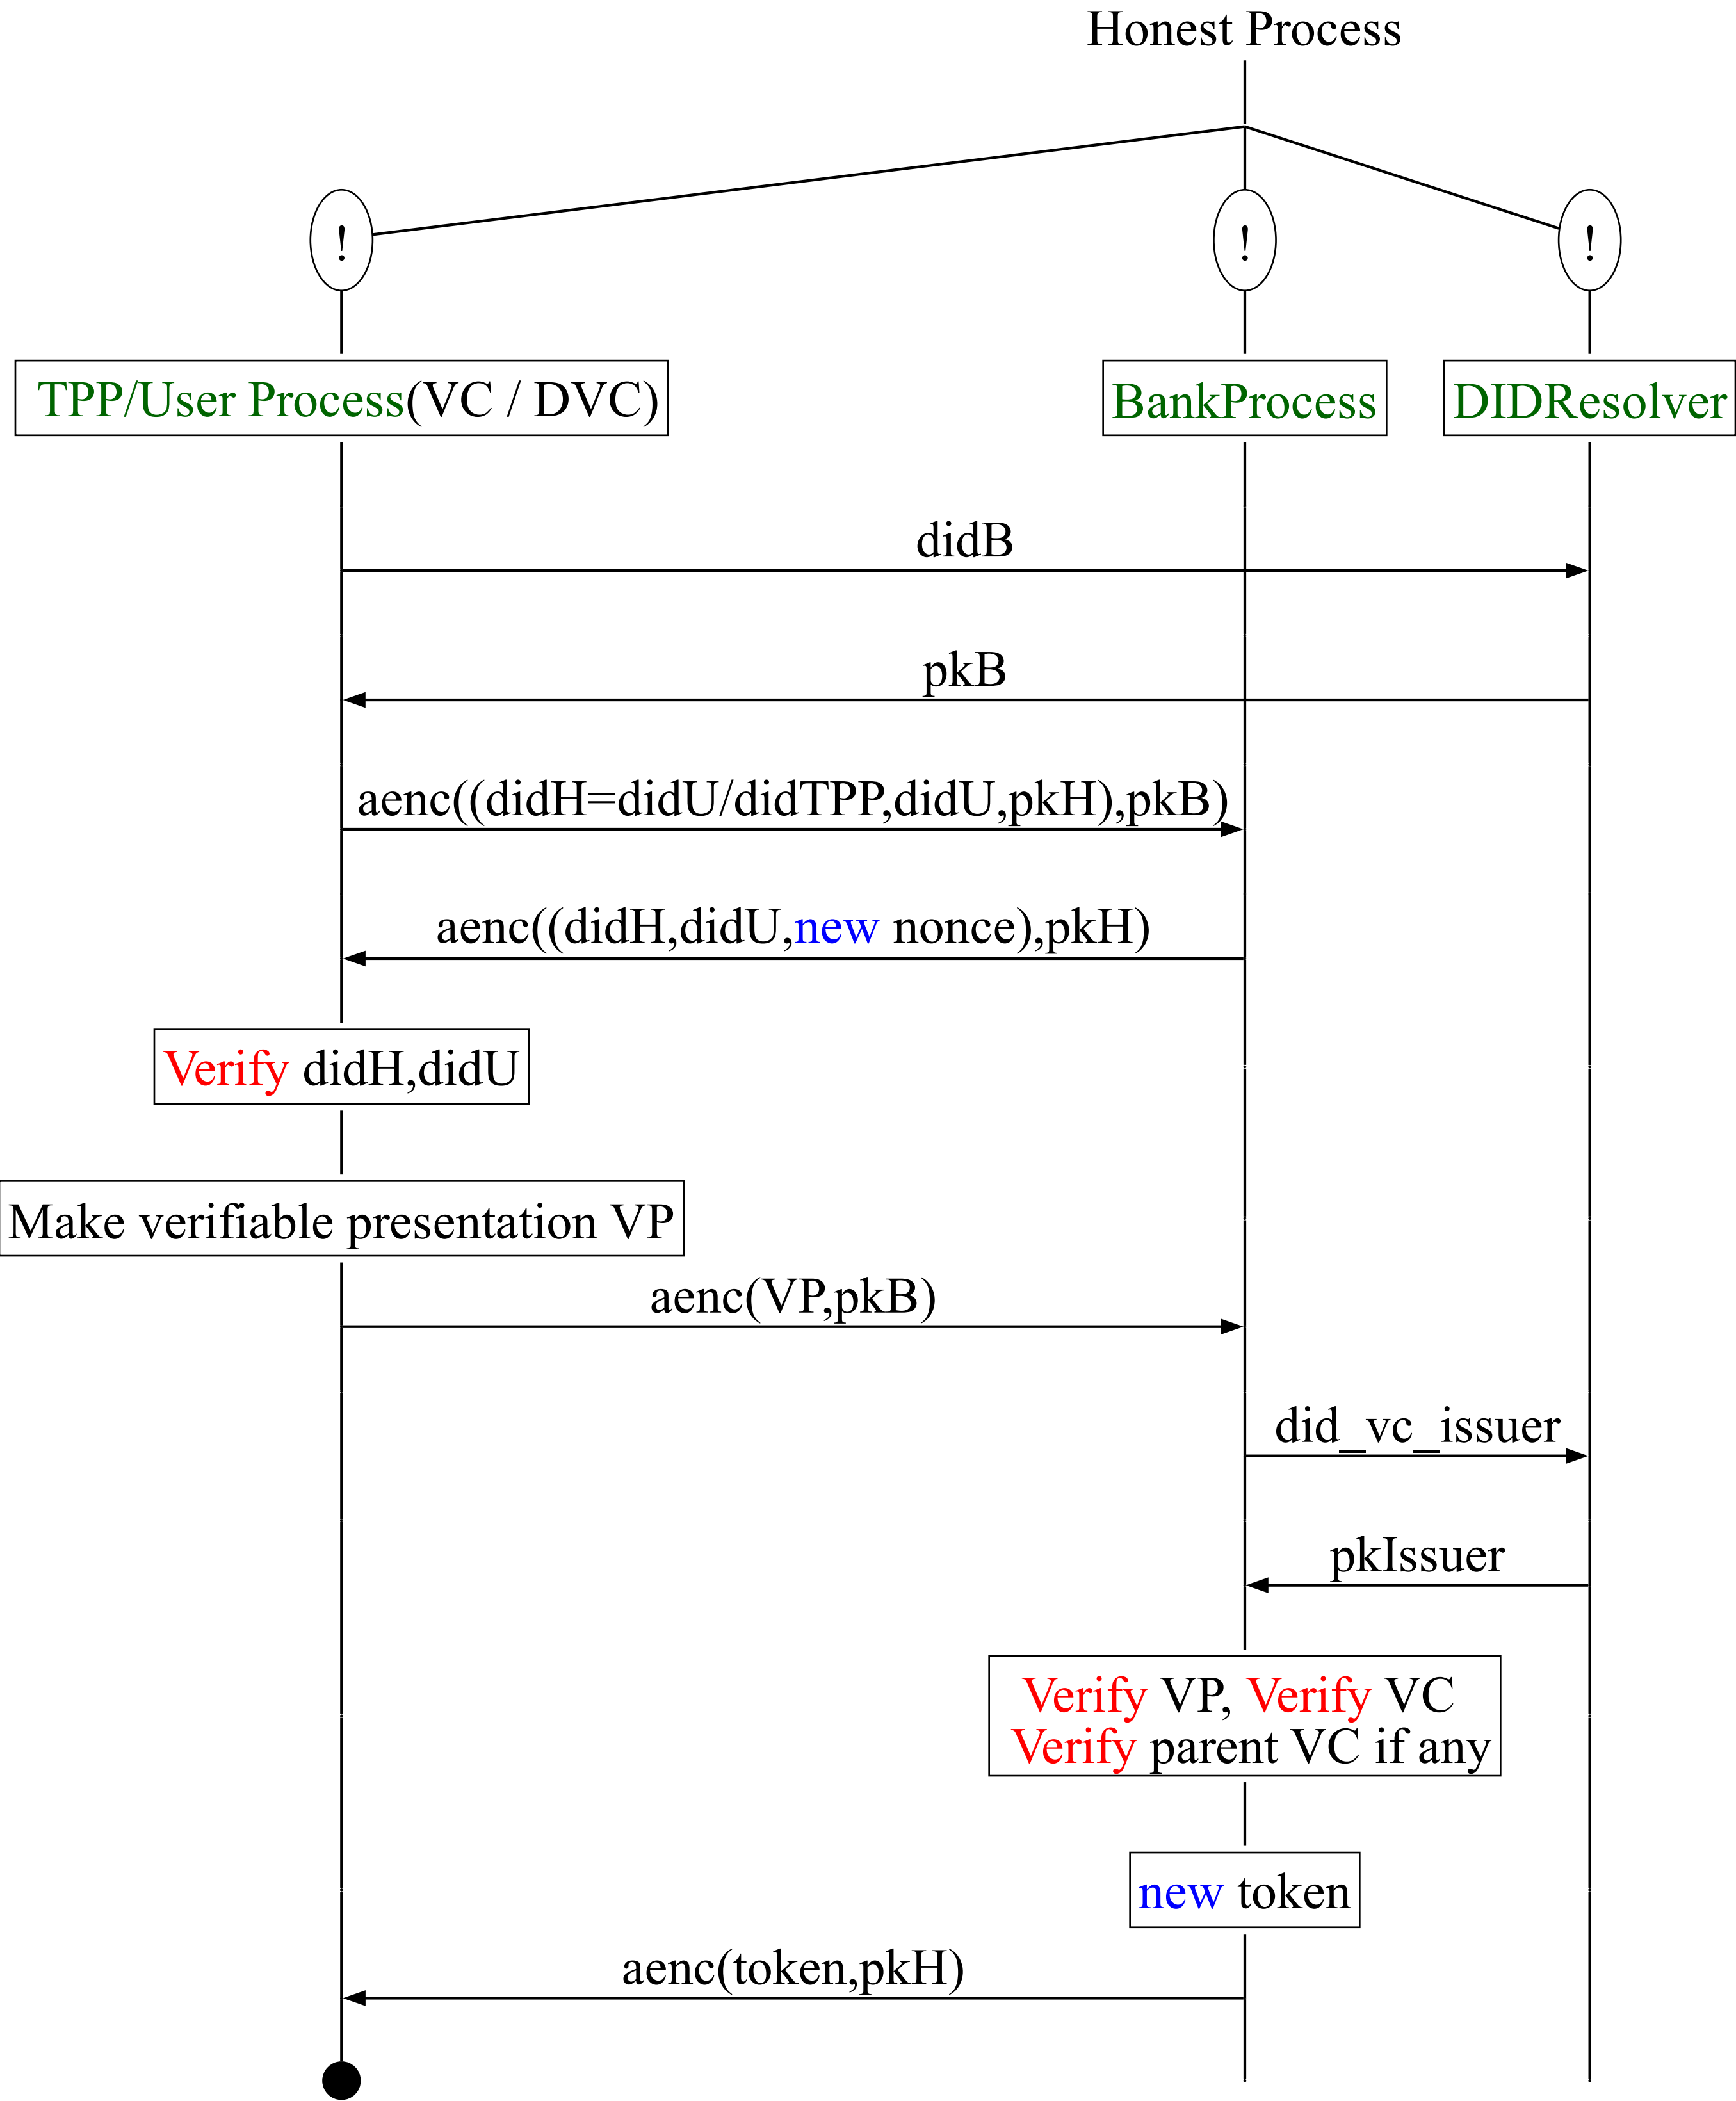 Honest Process
!
!
!
TPP/User Process(VC / DVC)
BankProcess
DIDResolver
didB
pkB
aenc((didH=didU/didTPP,didU,pkH),pkB)
aenc((didH,didU,new nonce),pkH)
Verify didH,didU
Make verifiable presentation VP
aenc(VP,pkB)
did_vc_issuer
pkIssuer
Verify VP, Verify VC
Verify parent VC if any
new token
aenc(token,pkH)